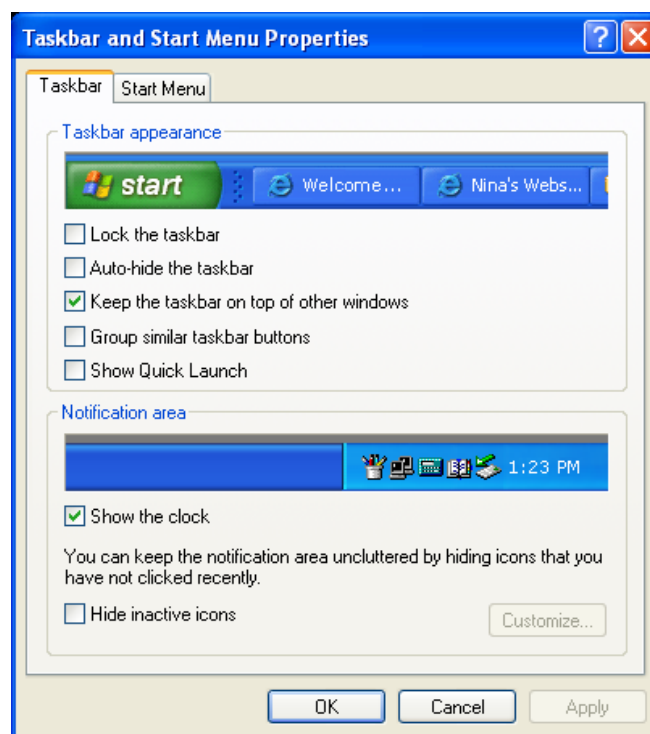 Taskbar and Start Menu Properties
Taskbar
Start Menu
Taskbar appearance
start
Welcome...
Nina's Webs...
Lock the taskbar
Auto-hide the taskbar
Keep the taskbar on top of other windows
Group similar taskbar buttons
Show Quick Launch
Notification area
1:23 PM
Show the clock
You can keep the notification area uncluttered by hiding icons that you
have not clicked recently.
Hide inactive icons
Customize...
OK
Cancel
Apply